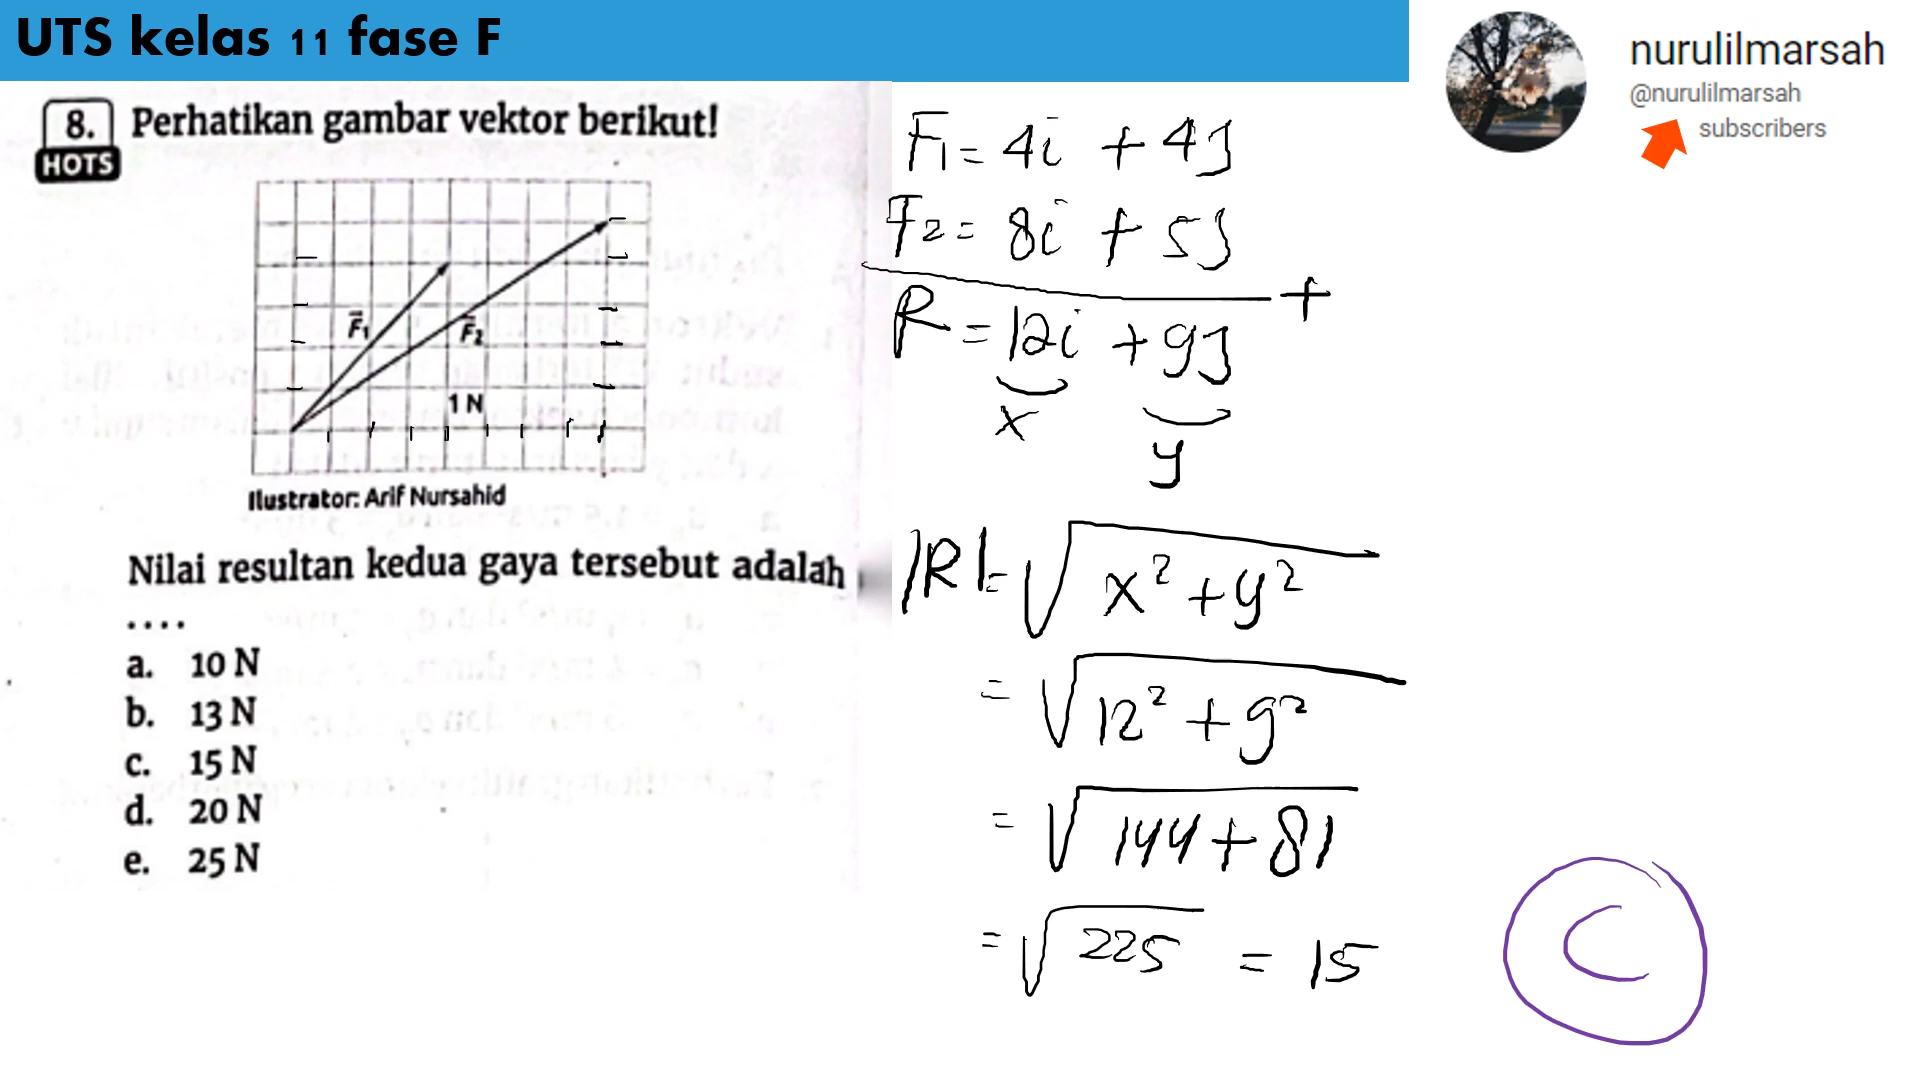 UTS kelas 11 fase F
nurulilmarsah
@nurulilmarsah
subscribers
8. Perhatikan gambar vektor berikut!
HOTS
F₁
F₂
1 N
Ilustrator: Arif Nursahid
Nilai resultan kedua gaya tersebut adalah
....
a. 10 N
b. 13 N
c. 15 N
d. 20 N
e. 25 N
F1 = 4i + 4j
F2 = 8i + 5j
+
R = 12i + 9j
x
y
|R| = √x² + y²
= √12² + 9²
= √144 + 81
= √225 = 15
C